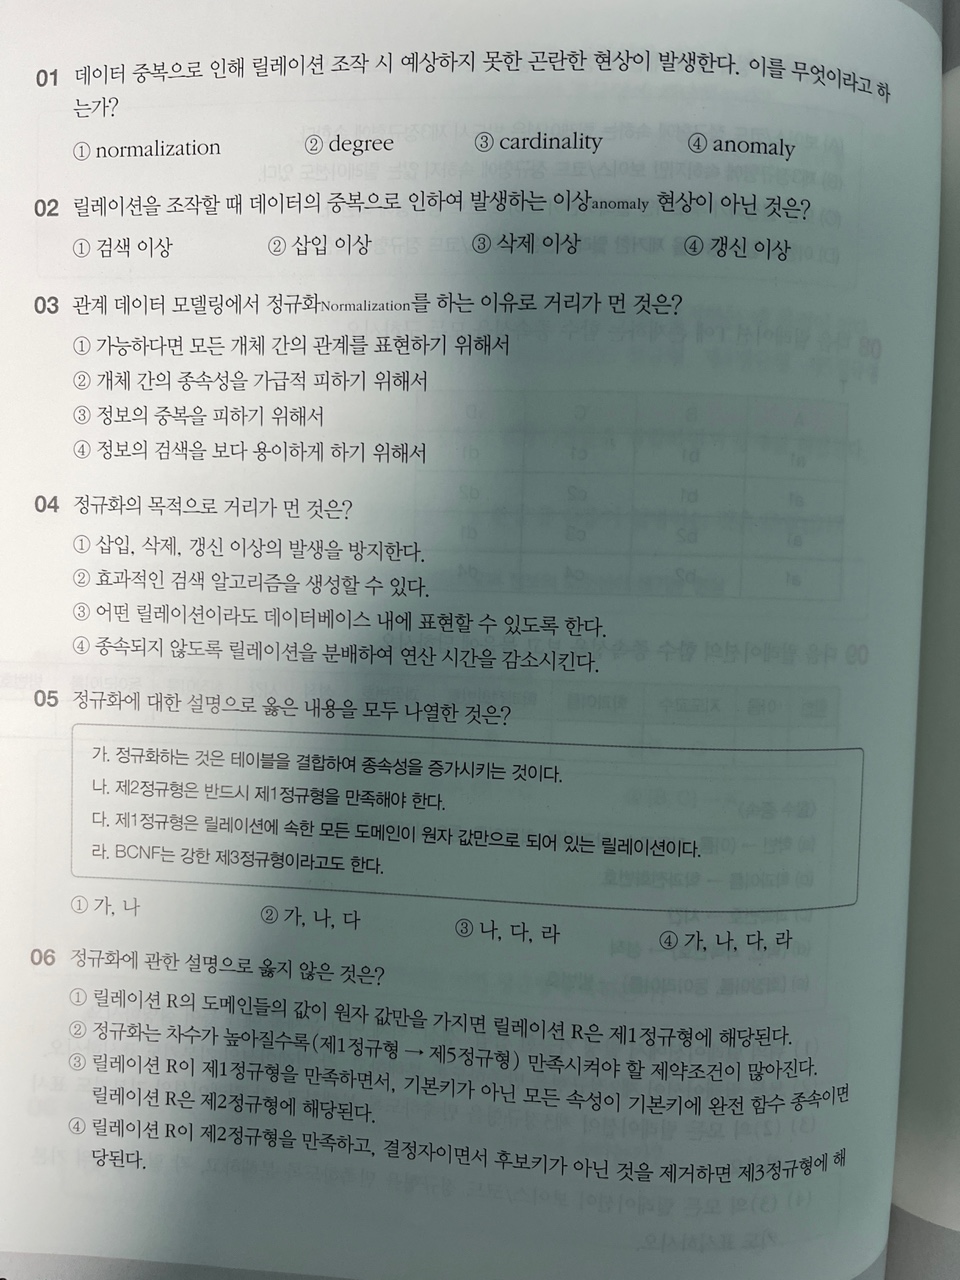 01 데이터 중복으로 인해 릴레이션 조작 시 예상하지 못한 곤란한 현상이 발생한다. 이를 무엇이라고 하
는가?
① normalization ② degree ③ cardinality ④ anomaly
02 릴레이션을 조작할 때 데이터의 중복으로 인하여 발생하는 이상anomaly 현상이 아닌 것은?
① 검색 이상 ② 삽입 이상 ③ 삭제 이상 ④ 갱신 이상
03 관계 데이터 모델링에서 정규화Normalization를 하는 이유로 거리가 먼 것은?
① 가능하다면 모든 개체 간의 관계를 표현하기 위해서
② 개체 간의 종속성을 가급적 피하기 위해서
③ 정보의 중복을 피하기 위해서
④ 정보의 검색을 보다 용이하게 하기 위해서
04 정규화의 목적으로 거리가 먼 것은?
① 삽입, 삭제, 갱신 이상의 발생을 방지한다.
② 효과적인 검색 알고리즘을 생성할 수 있다.
③ 어떤 릴레이션이라도 데이터베이스 내에 표현할 수 있도록 한다.
④ 종속되지 않도록 릴레이션을 분배하여 연산 시간을 감소시킨다.
05 정규화에 대한 설명으로 옳은 내용을 모두 나열한 것은?
가. 정규화하는 것은 테이블을 결합하여 종속성을 증가시키는 것이다.
나. 제2정규형은 반드시 제1정규형을 만족해야 한다.
다. 제1정규형은 릴레이션에 속한 모든 도메인이 원자 값만으로 되어 있는 릴레이션이다.
라. BCNF는 강한 제3정규형이라고도 한다.
① 가, 나 ② 가, 나, 다 ③ 나, 다, 라 ④ 가, 나, 다, 라
06 정규화에 관한 설명으로 옳지 않은 것은?
① 릴레이션 R의 도메인들의 값이 원자 값만을 가지면 릴레이션 R은 제1정규형에 해당된다.
② 정규화는 차수가 높아질수록(제1정규형 → 제5정규형) 만족시켜야 할 제약조건이 많아진다.
③ 릴레이션 R이 제1정규형을 만족하면서, 기본키가 아닌 모든 속성이 기본키에 완전 함수 종속이면
릴레이션 R은 제2정규형에 해당된다.
④ 릴레이션 R이 제2정규형을 만족하고, 결정자이면서 후보키가 아닌 것을 제거하면 제3정규형에 해
당된다.